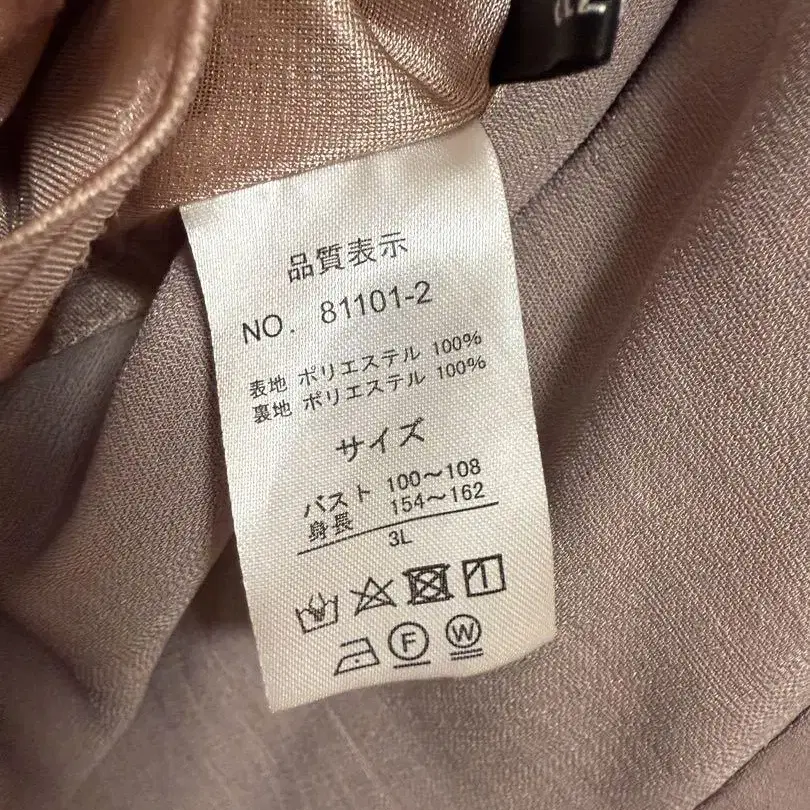 品質表示
NO. 81101-2
表地 ポリエステル 100%
裏地 ポリエステル 100%
サイズ
バスト 100～108
身長 154～162
3L
F W